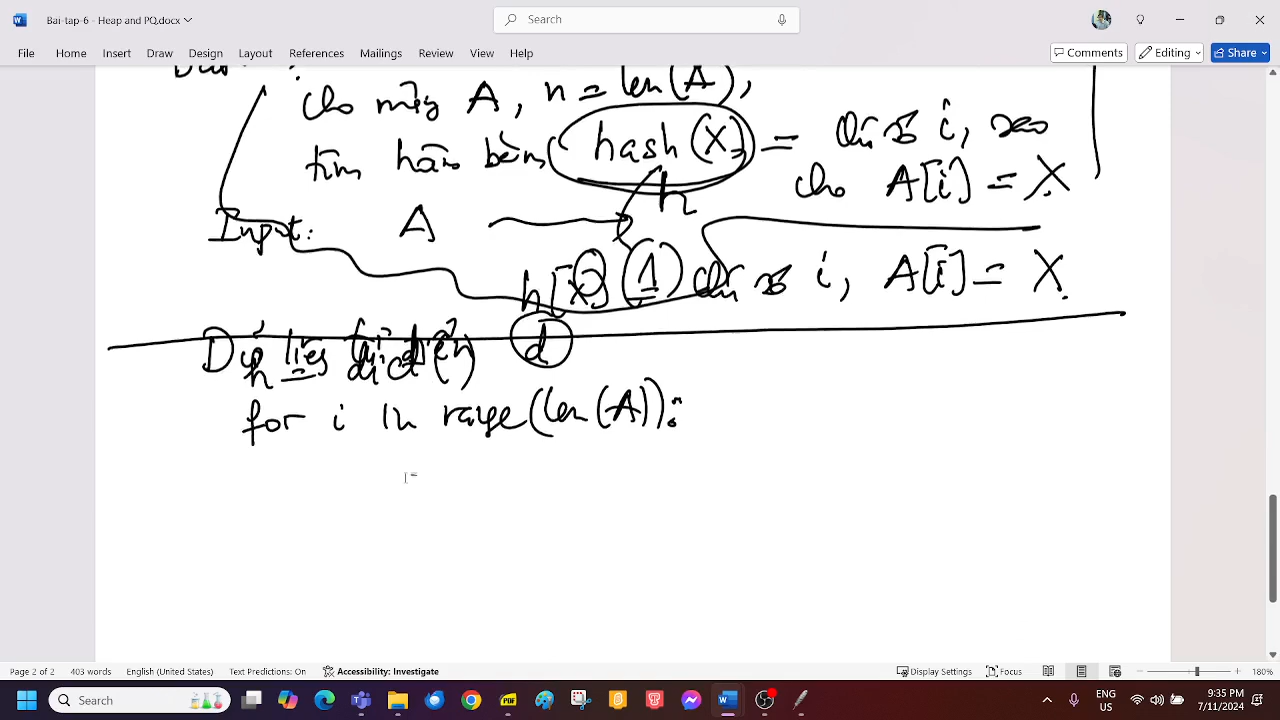 Bai-tap-6 - Heap and PQ.docx
Search
File Home Insert Draw Design Layout References Mailings Review View Help
Comments Editing Share
cho mảy A, n = len(A),
tìm hàm băm hash(X) = chỉ số i, sao
cho A[i] = X
h
Input: A
h[x] (1) chỉ số i, A[i] = X
d
for i in range(len(A)):
Page 2 of 2 403 words English (United States) Text Predictions: On Accessibility: Investigate Display Settings Focus 180%
Search
PDF
ENG
US
9:35 PM
7/11/2024